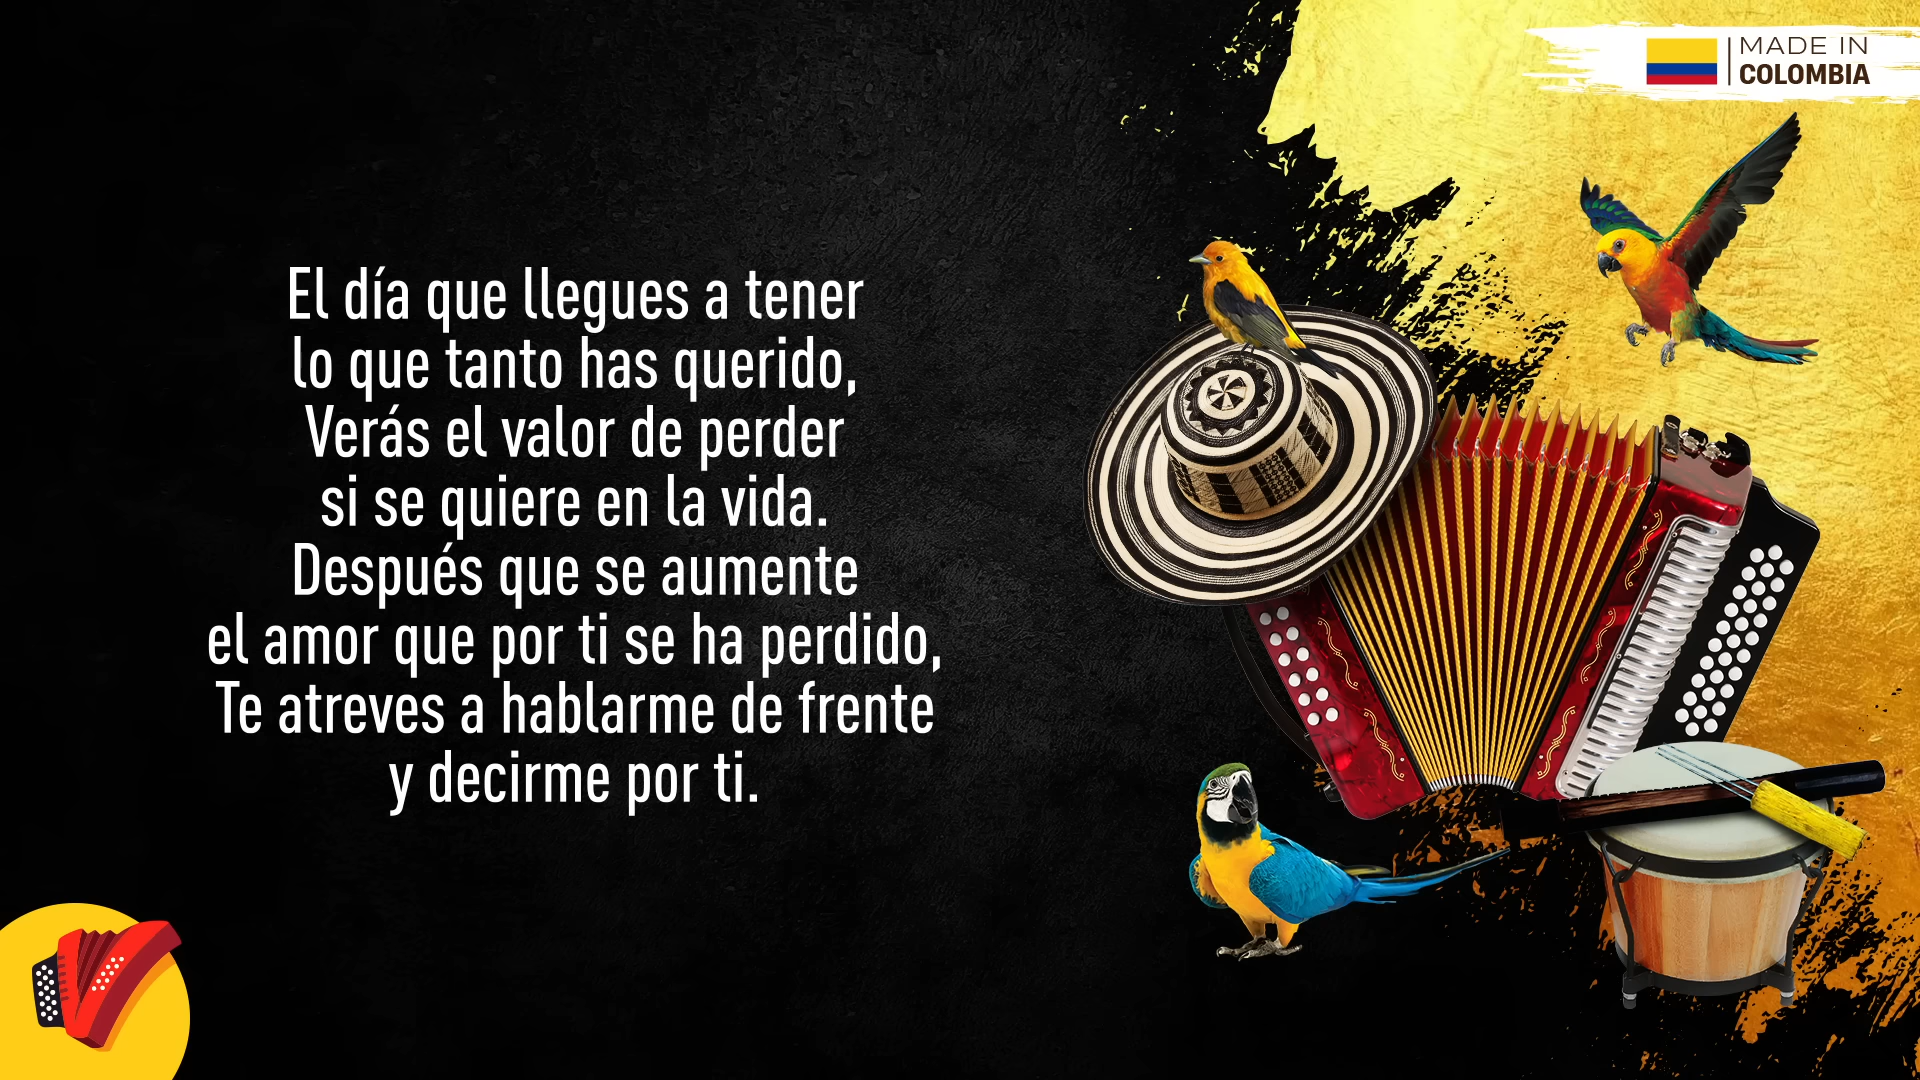 MADE IN
COLOMBIA
El día que llegues a tener
lo que tanto has querido,
Verás el valor de perder
si se quiere en la vida.
Después que se aumente
el amor que por ti se ha perdido,
Te atreves a hablarme de frente
y decirme por ti.